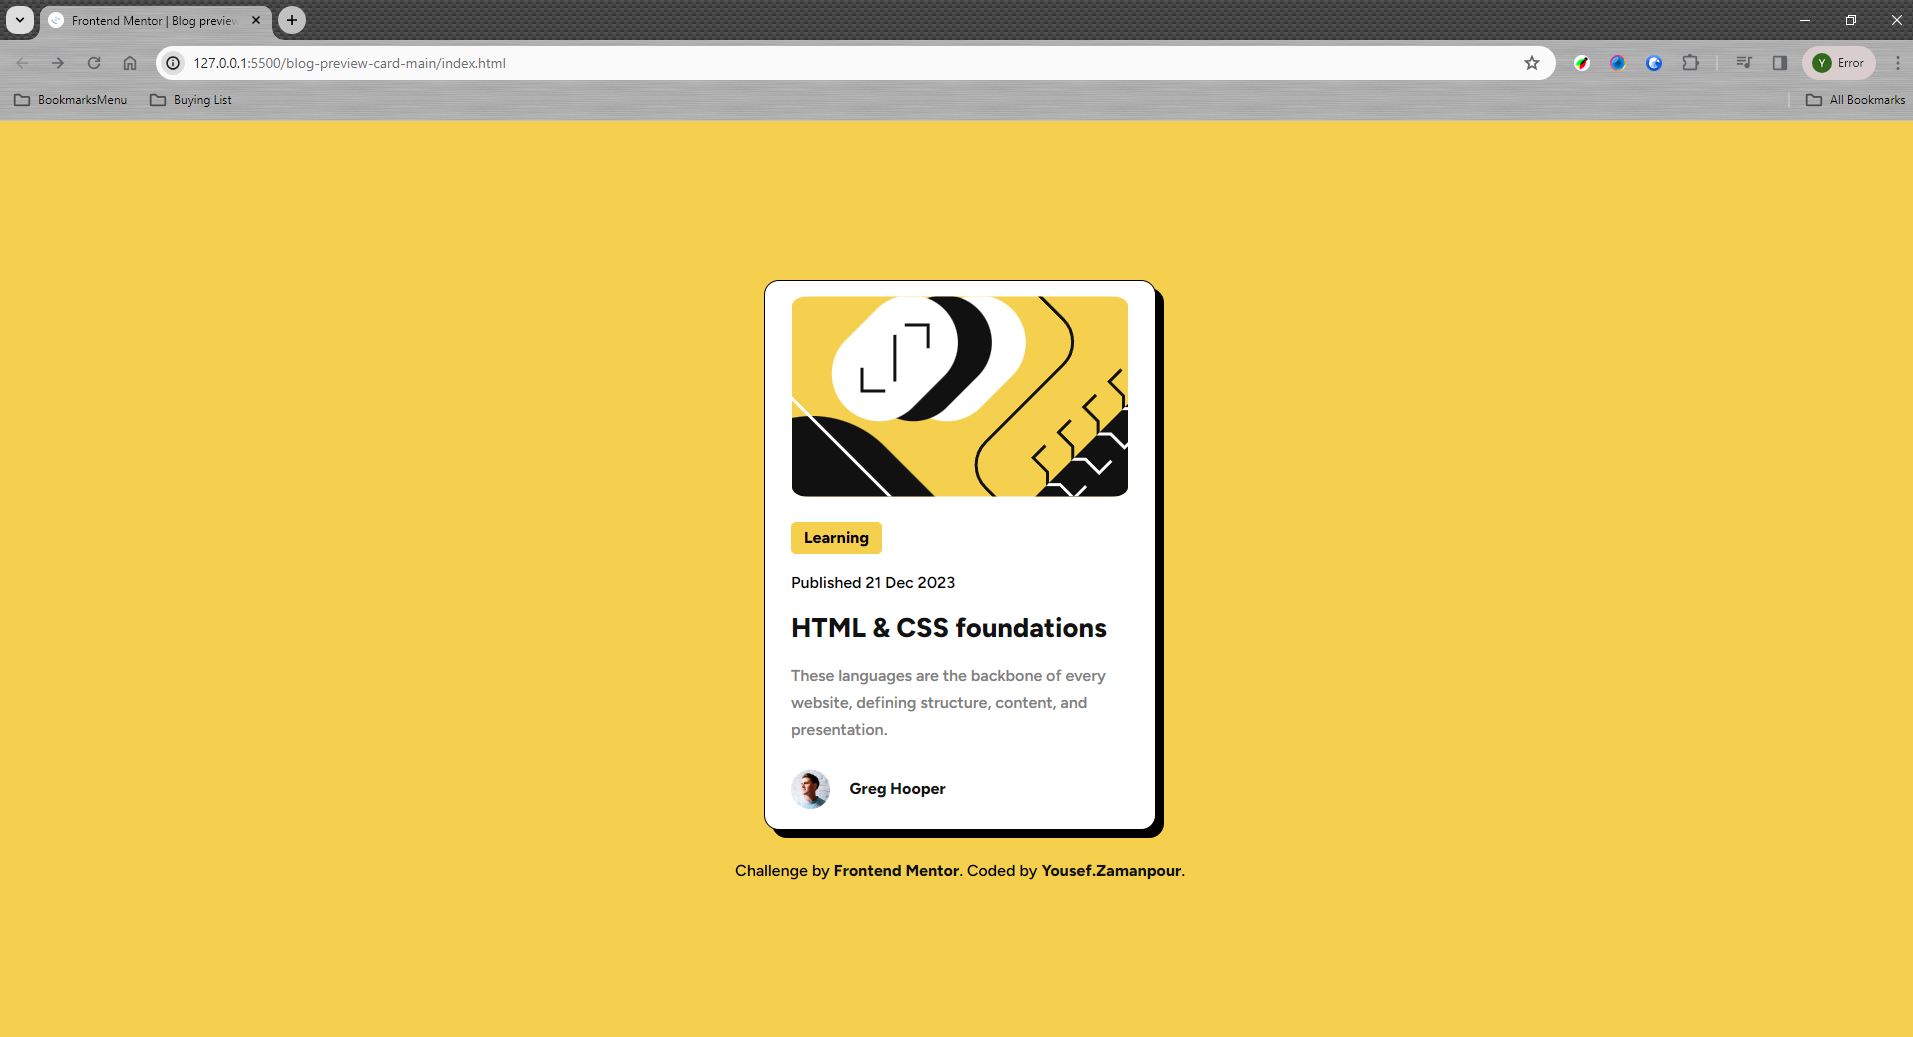 Frontend Mentor | Blog preview
127.0.0.1:5500/blog-preview-card-main/index.html
Y Error
BookmarksMenu
Buying List
All Bookmarks
Learning
Published 21 Dec 2023
HTML & CSS foundations
These languages are the backbone of every
website, defining structure, content, and
presentation.
Greg Hooper
Challenge by Frontend Mentor. Coded by Yousef.Zamanpour.